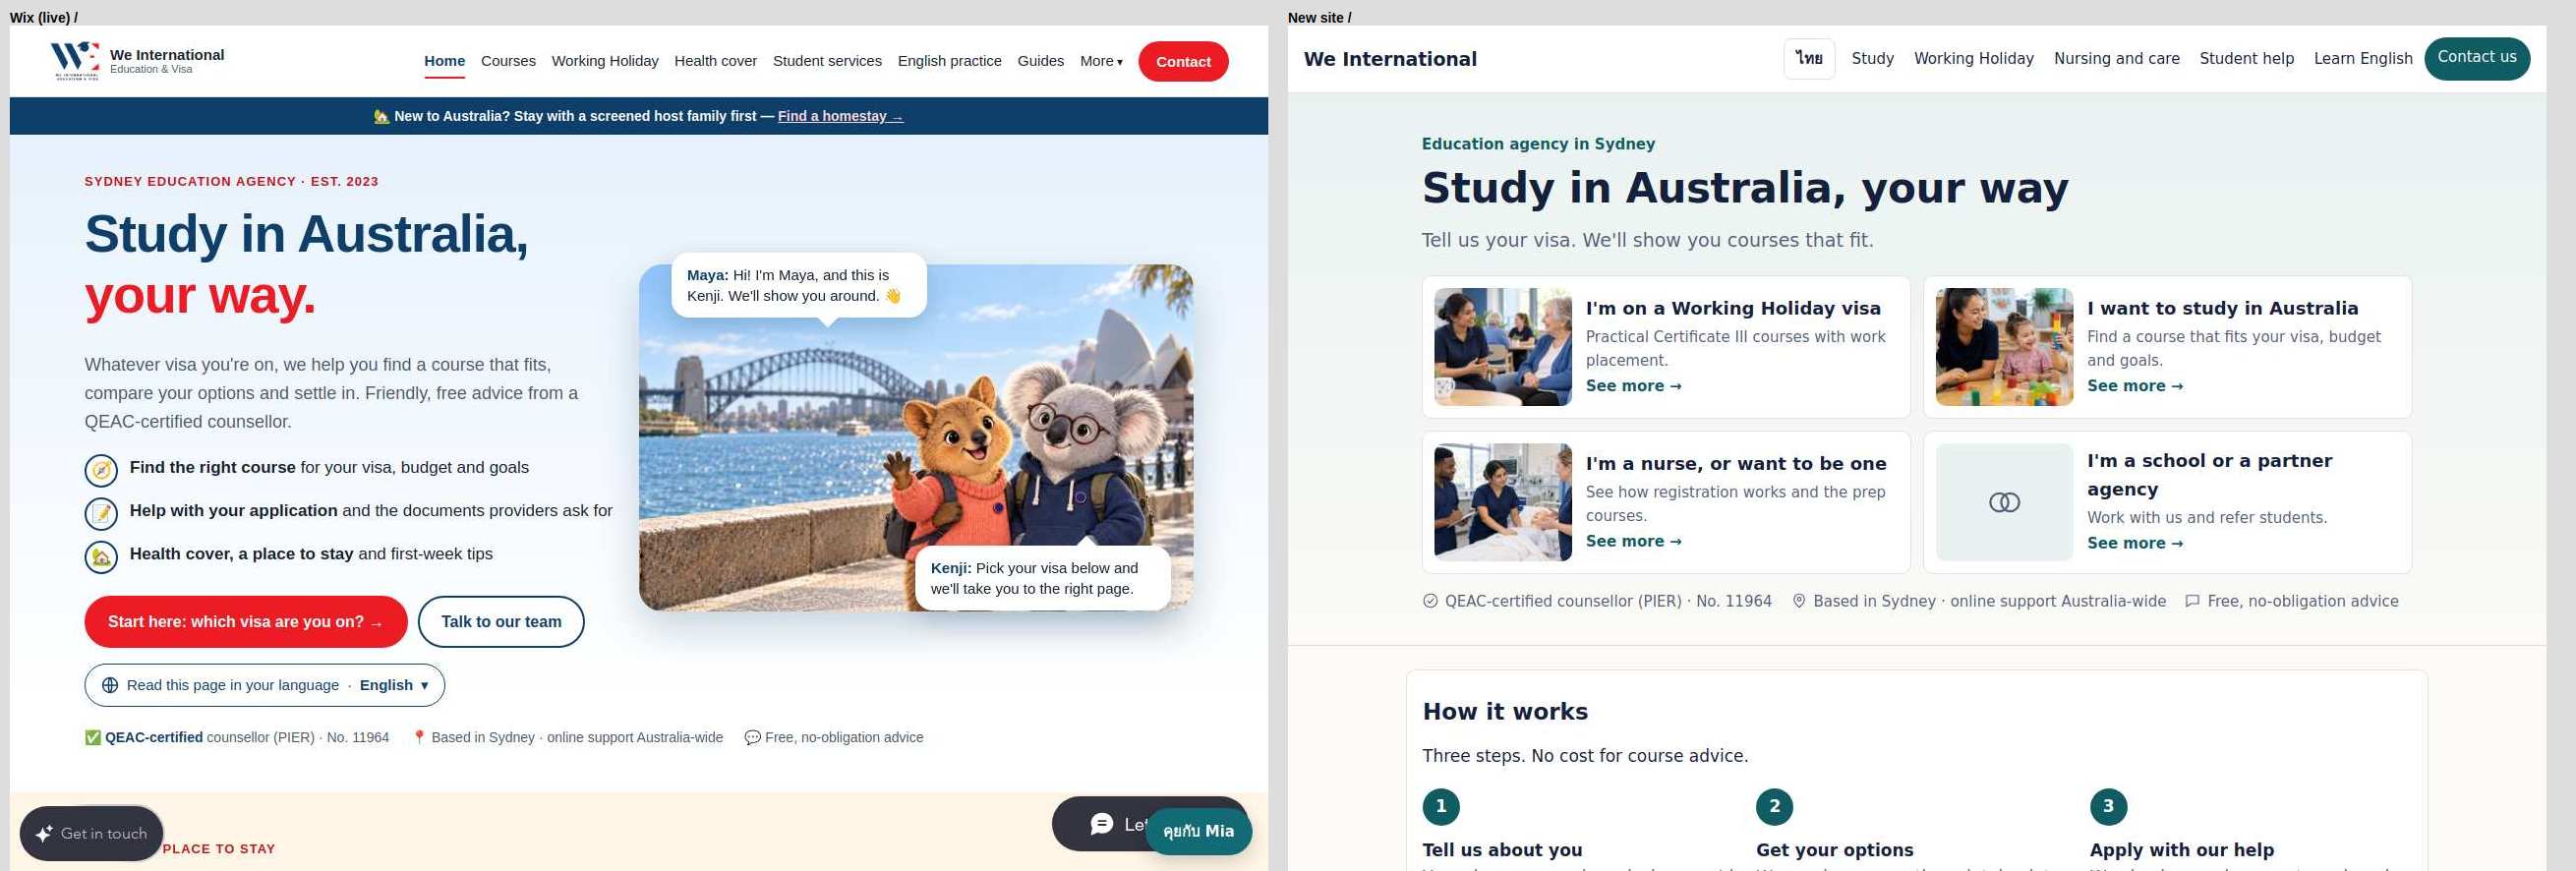 Wix (live) /
We International
Education & Visa
Home
Courses
Working Holiday
Health cover
Student services
English practice
Guides
More ▾
Contact
🏡 New to Australia? Stay with a screened host family first — Find a homestay →
SYDNEY EDUCATION AGENCY · EST. 2023
Study in Australia,
your way.
Whatever visa you're on, we help you find a course that fits,
compare your options and settle in. Friendly, free advice from a
QEAC-certified counsellor.
Find the right course for your visa, budget and goals
Help with your application and the documents providers ask for
Health cover, a place to stay and first-week tips
Start here: which visa are you on? →
Talk to our team
Read this page in your language · English ▾
✅ QEAC-certified counsellor (PIER) · No. 11964
📍 Based in Sydney · online support Australia-wide
💬 Free, no-obligation advice
Maya: Hi! I'm Maya, and this is
Kenji. We'll show you around. 👋
Kenji: Pick your visa below and
we'll take you to the right page.
Get in touch
PLACE TO STAY
คุยกับ Mia
New site /
We International
ไทย
Study
Working Holiday
Nursing and care
Student help
Learn English
Contact us
Education agency in Sydney
Study in Australia, your way
Tell us your visa. We'll show you courses that fit.
I'm on a Working Holiday visa
Practical Certificate III courses with work
placement.
See more →
I want to study in Australia
Find a course that fits your visa, budget
and goals.
See more →
I'm a nurse, or want to be one
See how registration works and the prep
courses.
See more →
I'm a school or a partner
agency
Work with us and refer students.
See more →
QEAC-certified counsellor (PIER) · No. 11964
Based in Sydney · online support Australia-wide
Free, no-obligation advice
How it works
Three steps. No cost for course advice.
1
2
3
Tell us about you
Get your options
Apply with our help